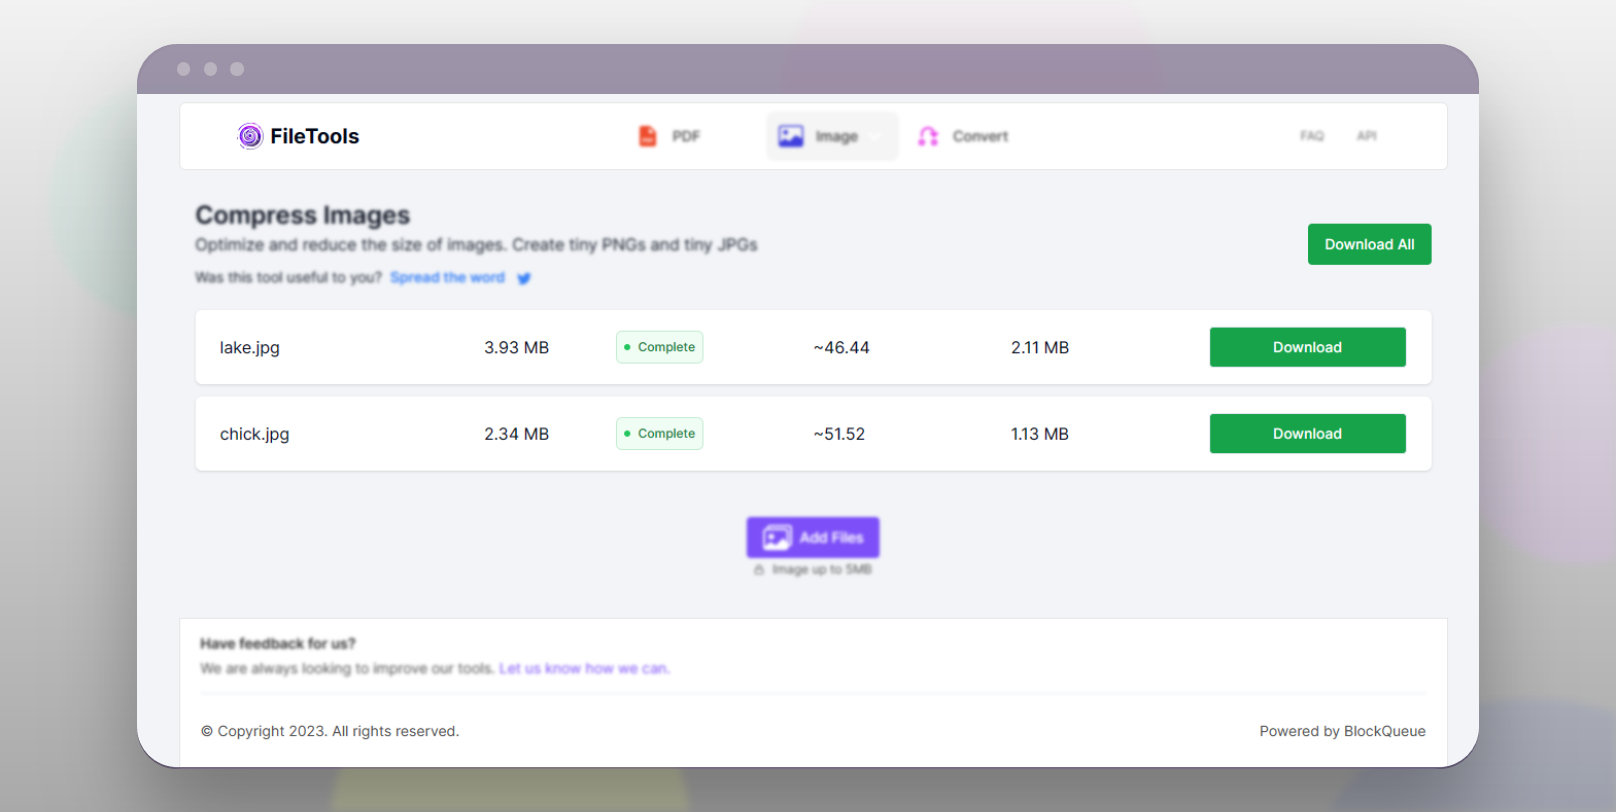 FileTools
PDF
Image
Convert
FAQ
API
Compress Images
Optimize and reduce the size of images. Create tiny PNGs and tiny JPGs
Was this tool useful to you? Spread the word
Download All
lake.jpg 3.93 MB Complete ~46.44 2.11 MB Download
chick.jpg 2.34 MB Complete ~51.52 1.13 MB Download
Add Files
Image up to 5MB
Have feedback for us?
We are always looking to improve our tools. Let us know how we can.
© Copyright 2023. All rights reserved.
Powered by BlockQueue